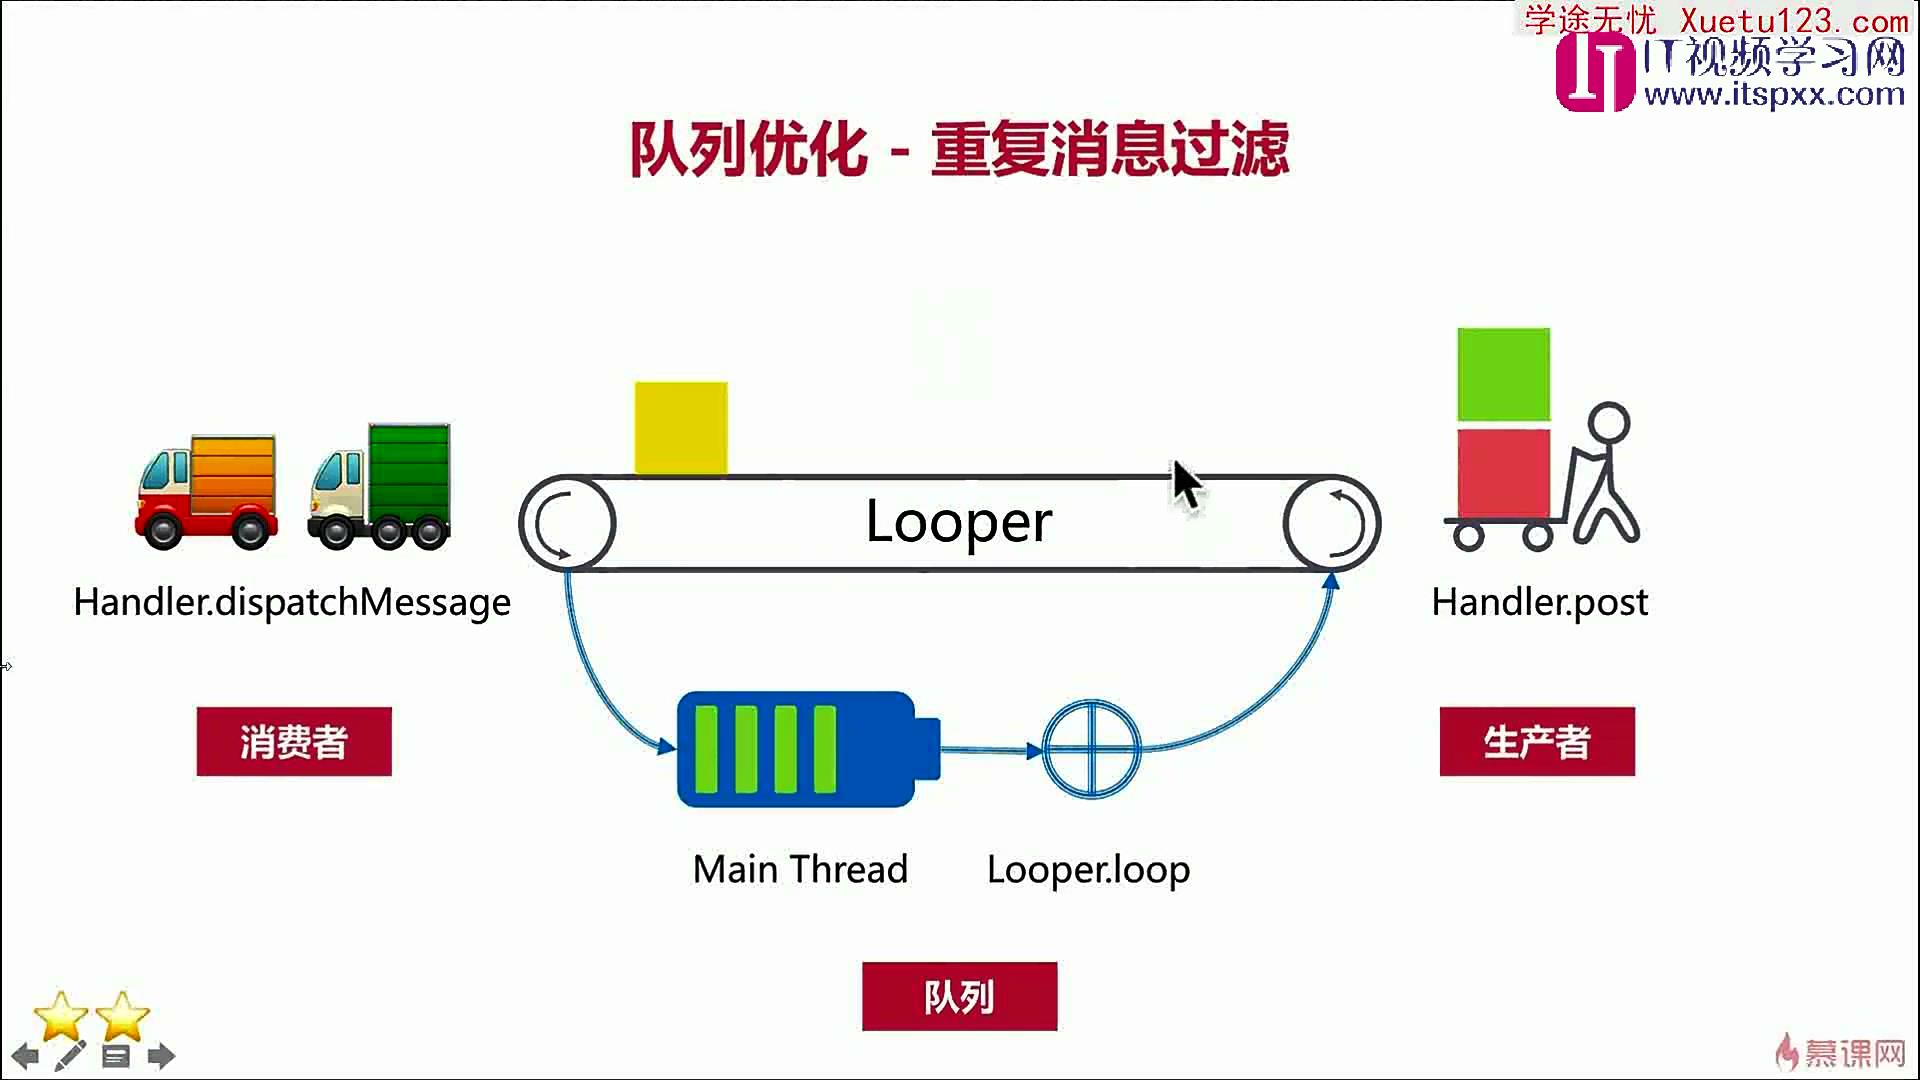 学途无忧 Xuetu123.com
IT视频学习网
www.itspxx.com
队列优化 - 重复消息过滤
Looper
Handler.dispatchMessage
Handler.post
消费者
生产者
Main Thread
Looper.loop
队列
慕课网